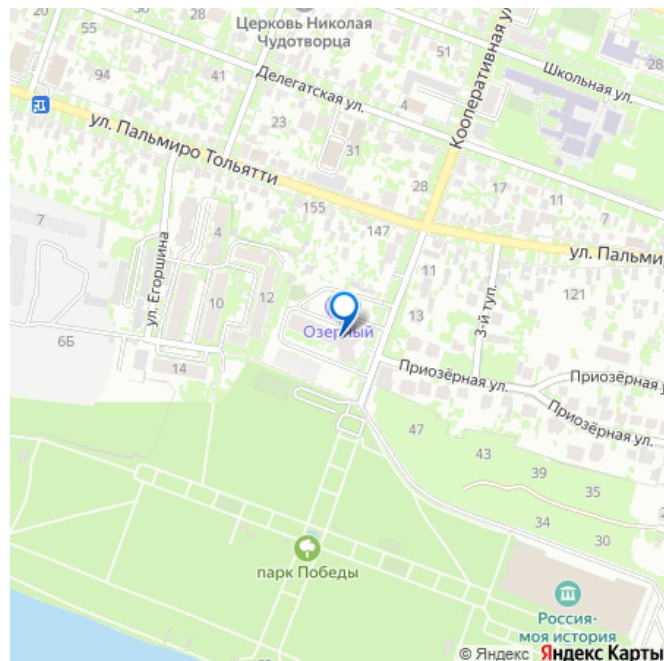 20
55
Церковь Николая
Чудотворца
51
Кооперативная ул.
28
94
41
Делегатская ул.
4
Школьная ул.
ул. Пальмиро Тольятти
23
31
28
17
11
7
7
ул. Егоршина
4
155
147
ул. Пальми
10
12
11
13
3-й туп.
121
Озерный
6Б
14
Приозёрная ул.
Приозёрная у
Приозёрная ул.
47
43
39
35
34
30
парк Победы
Россия-
моя история
© Яндекс Яндекс Карты